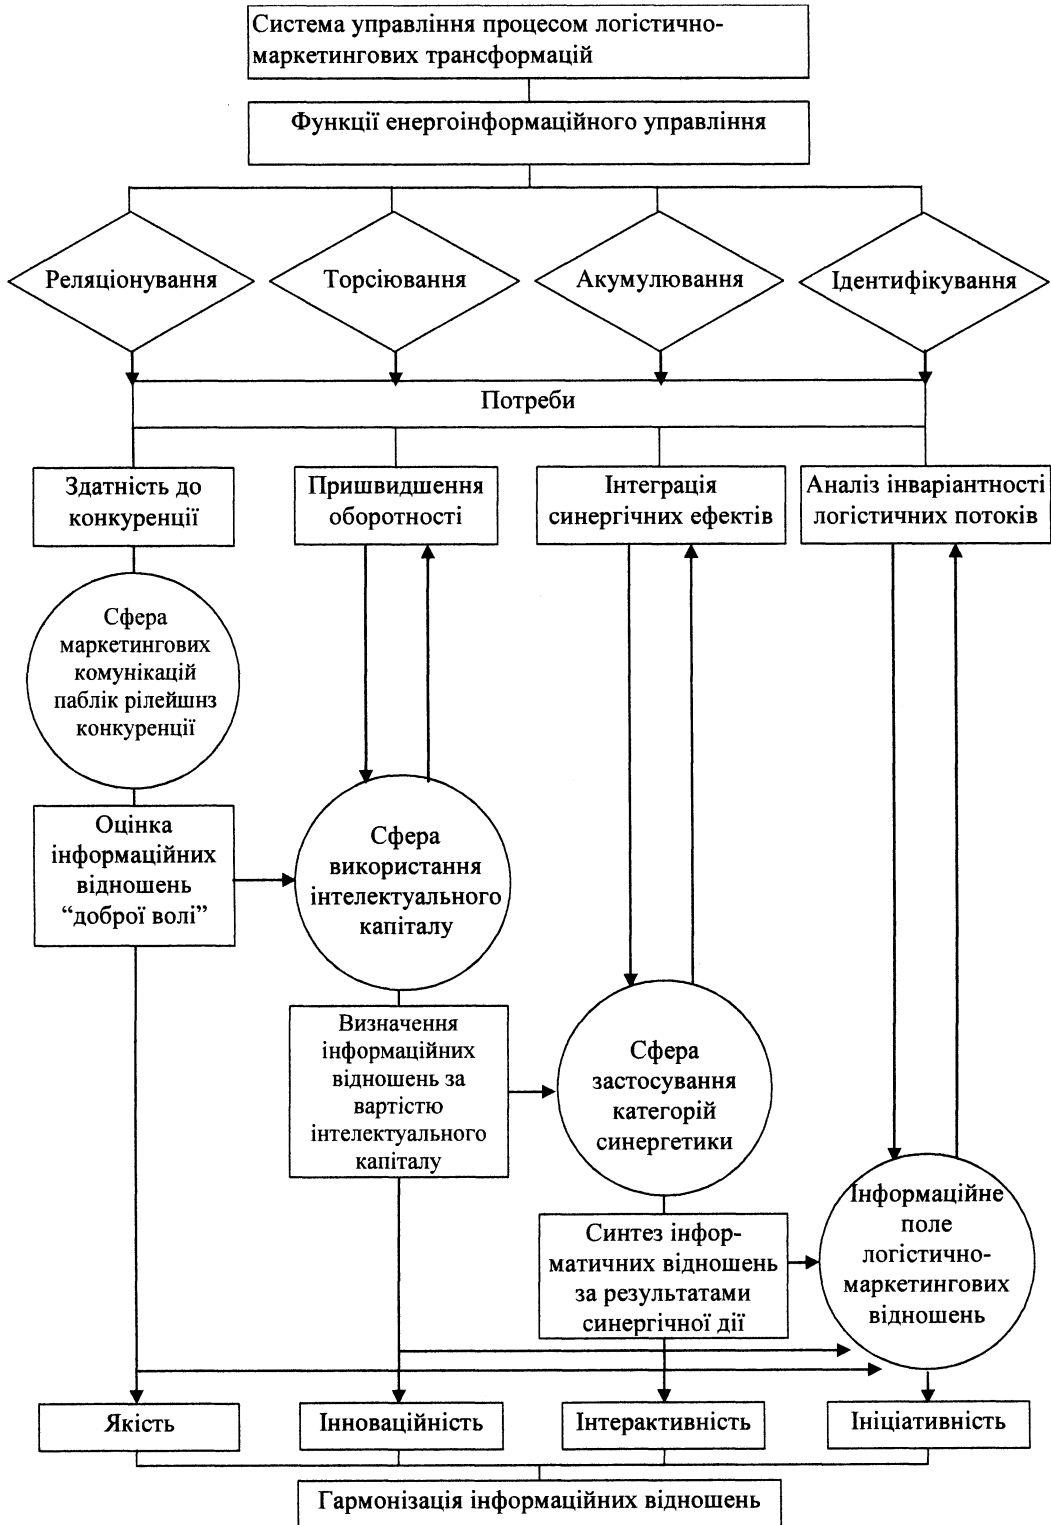 Система управління процесом логістично-
маркетингових трансформацій
Функції енергоінформаційного управління
Реляціонування
Торсіювання
Акумулювання
Ідентифікування
Потреби
Здатність до
конкуренції
Пришвидшення
оборотності
Інтеграція
синергічних ефектів
Аналіз інваріантності
логістичних потоків
Сфера
маркетингових
комунікацій
паблік рілейшнз
конкуренції
Оцінка
інформаційних
відношень
“доброї волі”
Сфера
використання
інтелектуального
капіталу
Визначення
інформаційних
відношень за
вартістю
інтелектуального
капіталу
Сфера
застосування
категорій
синергетики
Синтез інфор-
матичних відношень
за результатами
синергічної дії
Інформаційне
поле
логістично-
маркетингових
відношень
Якість
Інноваційність
Інтерактивність
Ініціативність
Гармонізація інформаційних відношень